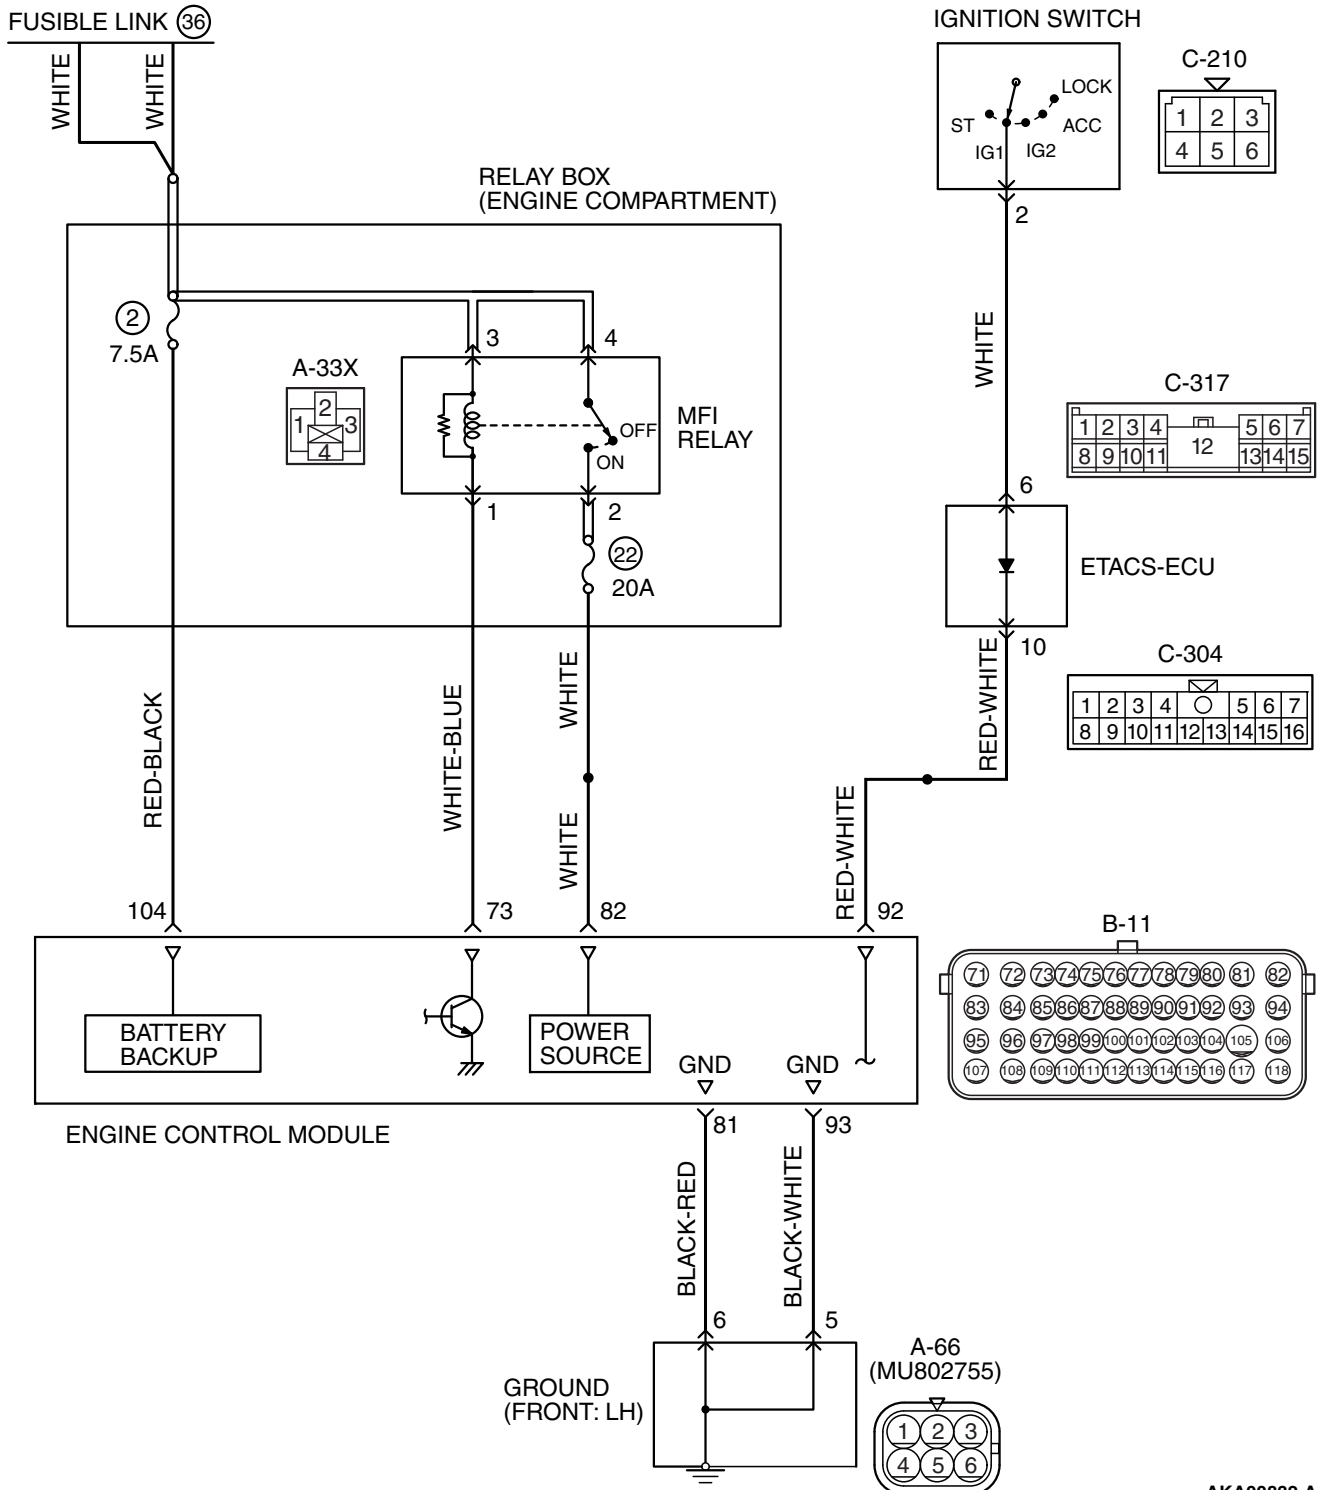 FUSIBLE LINK 36
WHITE
WHITE
IGNITION SWITCH
LOCK
ST
ACC
IG1
IG2
2
C-210
1 2 3
4 5 6
RELAY BOX
(ENGINE COMPARTMENT)
2
7.5A
A-33X
2
1 3
4
3
4
OFF
ON
MFI
RELAY
1
2
22
20A
WHITE
C-317
1 2 3 4 12 5 6 7
8 9 10 11 13 14 15
6
ETACS-ECU
10
C-304
1 2 3 4 5 6 7
8 9 10 11 12 13 14 15 16
RED-BLACK
WHITE-BLUE
WHITE
WHITE
RED-WHITE
RED-WHITE
104
73
82
92
BATTERY
BACKUP
POWER
SOURCE
GND
GND
B-11
71 72 73 74 75 76 77 78 79 80 81 82
83 84 85 86 87 88 89 90 91 92 93 94
95 96 97 98 99 100 101 102 103 104 105 106
107 108 109 110 111 112 113 114 115 116 117 118
ENGINE CONTROL MODULE
81
93
BLACK-RED
BLACK-WHITE
6
5
GROUND
(FRONT: LH)
A-66
(MU802755)
1 2 3
4 5 6